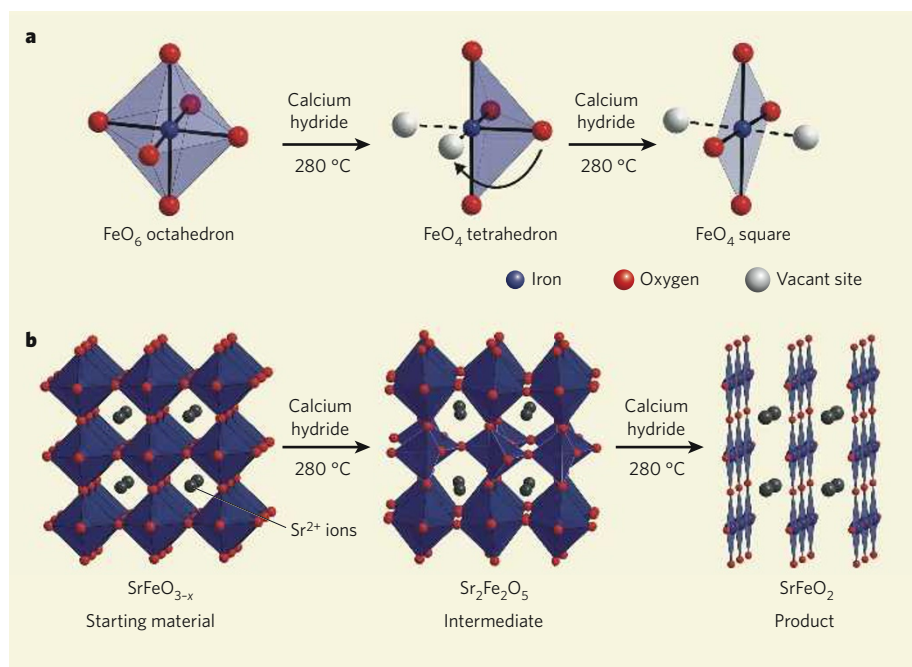 a
Calcium
hydride
280 °C
Calcium
hydride
280 °C
FeO₆ octahedron
FeO₄ tetrahedron
FeO₄ square
Iron
Oxygen
Vacant site
b
Calcium
hydride
280 °C
Calcium
hydride
280 °C
Sr²⁺ ions
SrFeO₃₋ₓ
Sr₂Fe₂O₅
SrFeO₂
Starting material
Intermediate
Product